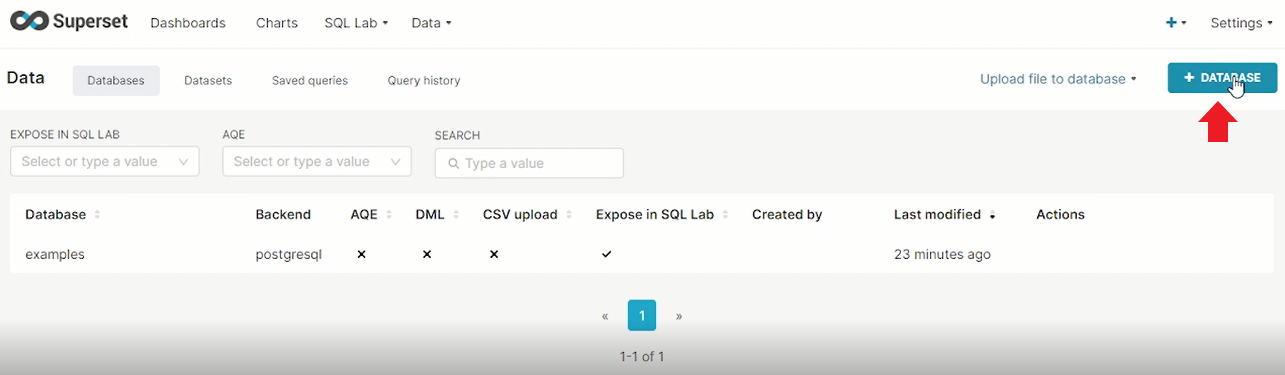 Superset Dashboards Charts SQL Lab Data Settings
Data Databases Datasets Saved queries Query history Upload file to database + DATABASE
EXPOSE IN SQL LAB AQE SEARCH
Select or type a value Select or type a value Type a value
Database Backend AQE DML CSV upload Expose in SQL Lab Created by Last modified Actions
examples postgresql 23 minutes ago
« 1 »
1-1 of 1